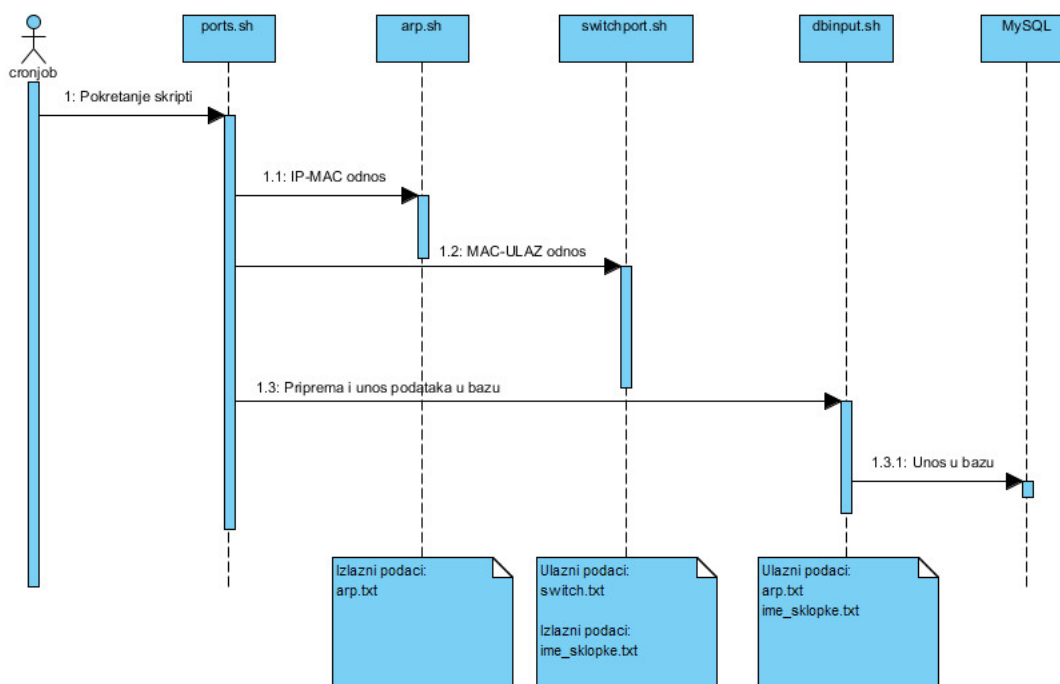 ports.sh
arp.sh
switchport.sh
dbinput.sh
MySQL
cronjob
1: Pokretanje skripti
1.1: IP-MAC odnos
1.2: MAC-ULAZ odnos
1.3: Priprema i unos podataka u bazu
1.3.1: Unos u bazu
Izlazni podaci:
arp.txt
Ulazni podaci:
switch.txt
Izlazni podaci:
ime_sklopke.txt
Ulazni podaci:
arp.txt
ime_sklopke.txt